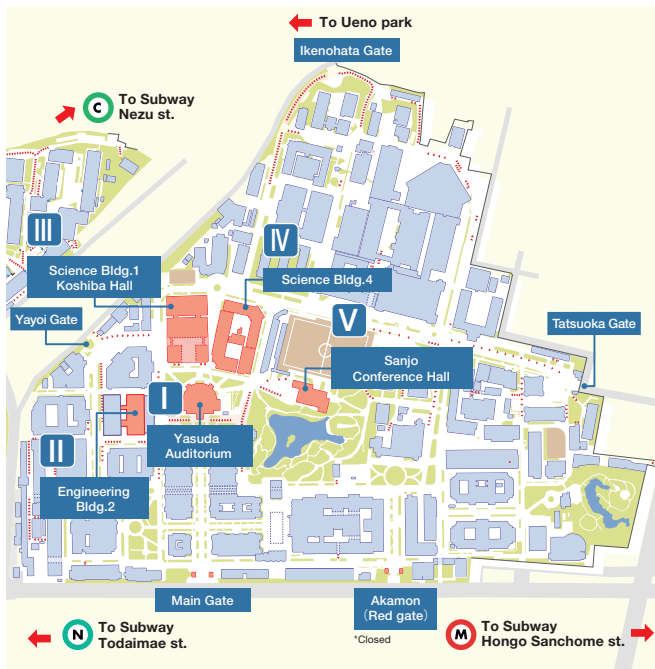 To Ueno park
Ikenohata Gate
C
To Subway
Nezu st.
III
IV
Science Bldg.1
Koshiba Hall
Science Bldg.4
V
Yayoi Gate
Tatsuoka Gate
Sanjo
Conference Hall
I
II
Yasuda
Auditorium
Engineering
Bldg.2
Main Gate
Akamon
(Red gate)
*Closed
N
To Subway
Todaimae st.
M
To Subway
Hongo Sanchome st.